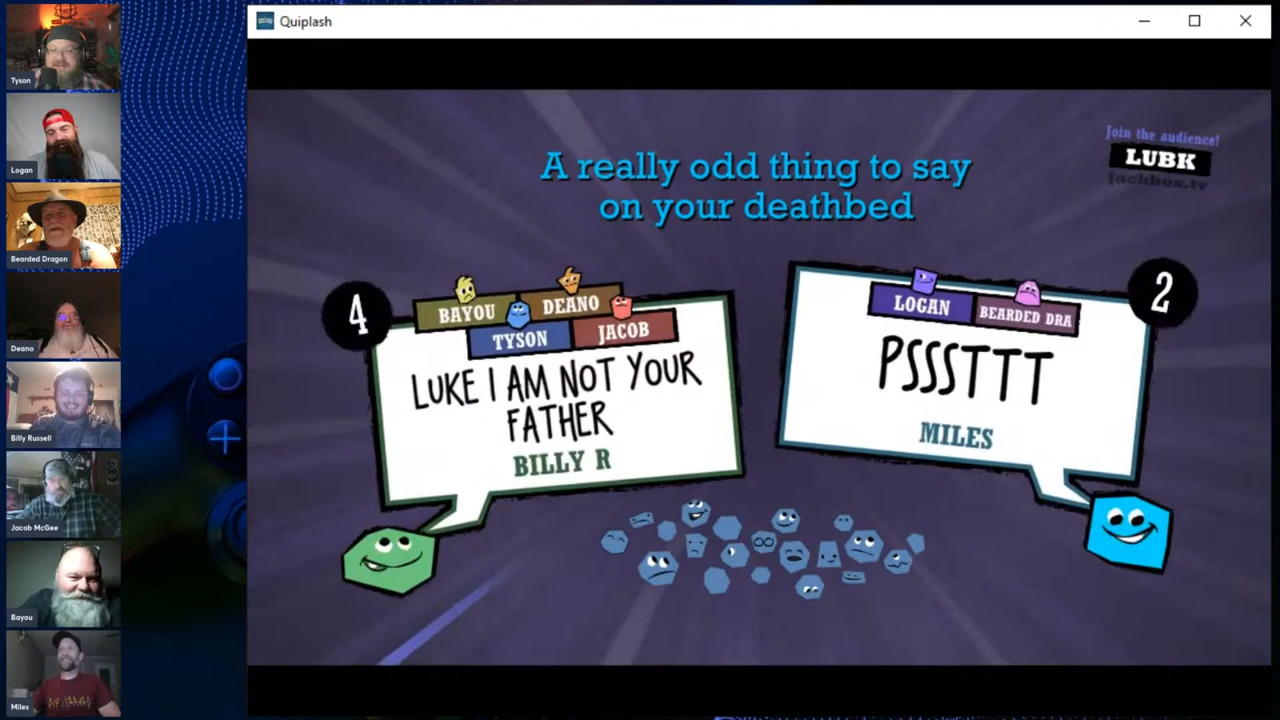 Tyson
Logan
Bearded Dragon
Deano
Billy Russell
Jacob McGee
Bayou
Miles
Quiplash
Join the audience!
LUBK
jackbox.tv
A really odd thing to say
on your deathbed
4
BAYOU
DEANO
TYSON
JACOB
LUKE I AM NOT YOUR
FATHER
BILLY R
2
LOGAN
BEARDED DRA
PSSSTTT
MILES